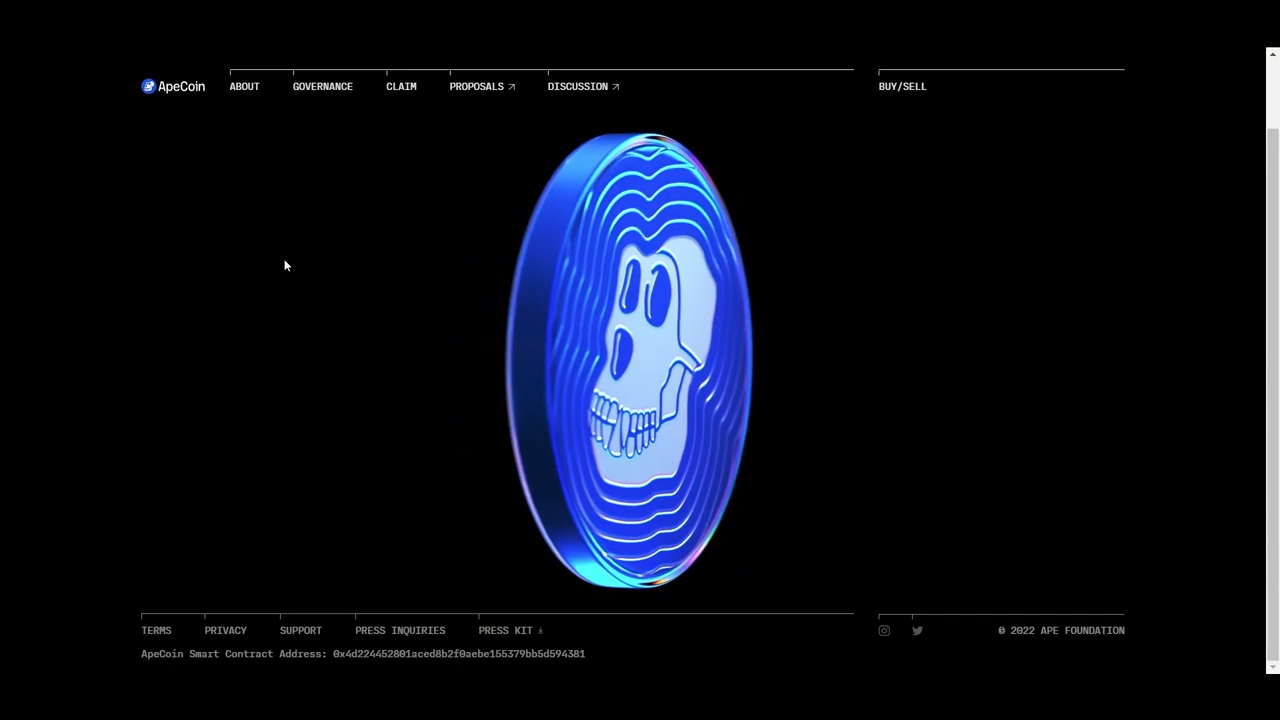 ApeCoin ABOUT GOVERNANCE CLAIM PROPOSALS DISCUSSION BUY/SELL
TERMS PRIVACY SUPPORT PRESS INQUIRIES PRESS KIT © 2022 APE FOUNDATION
ApeCoin Smart Contract Address: 0x4d224452801aced8b2f0aebe155379bb5d594381